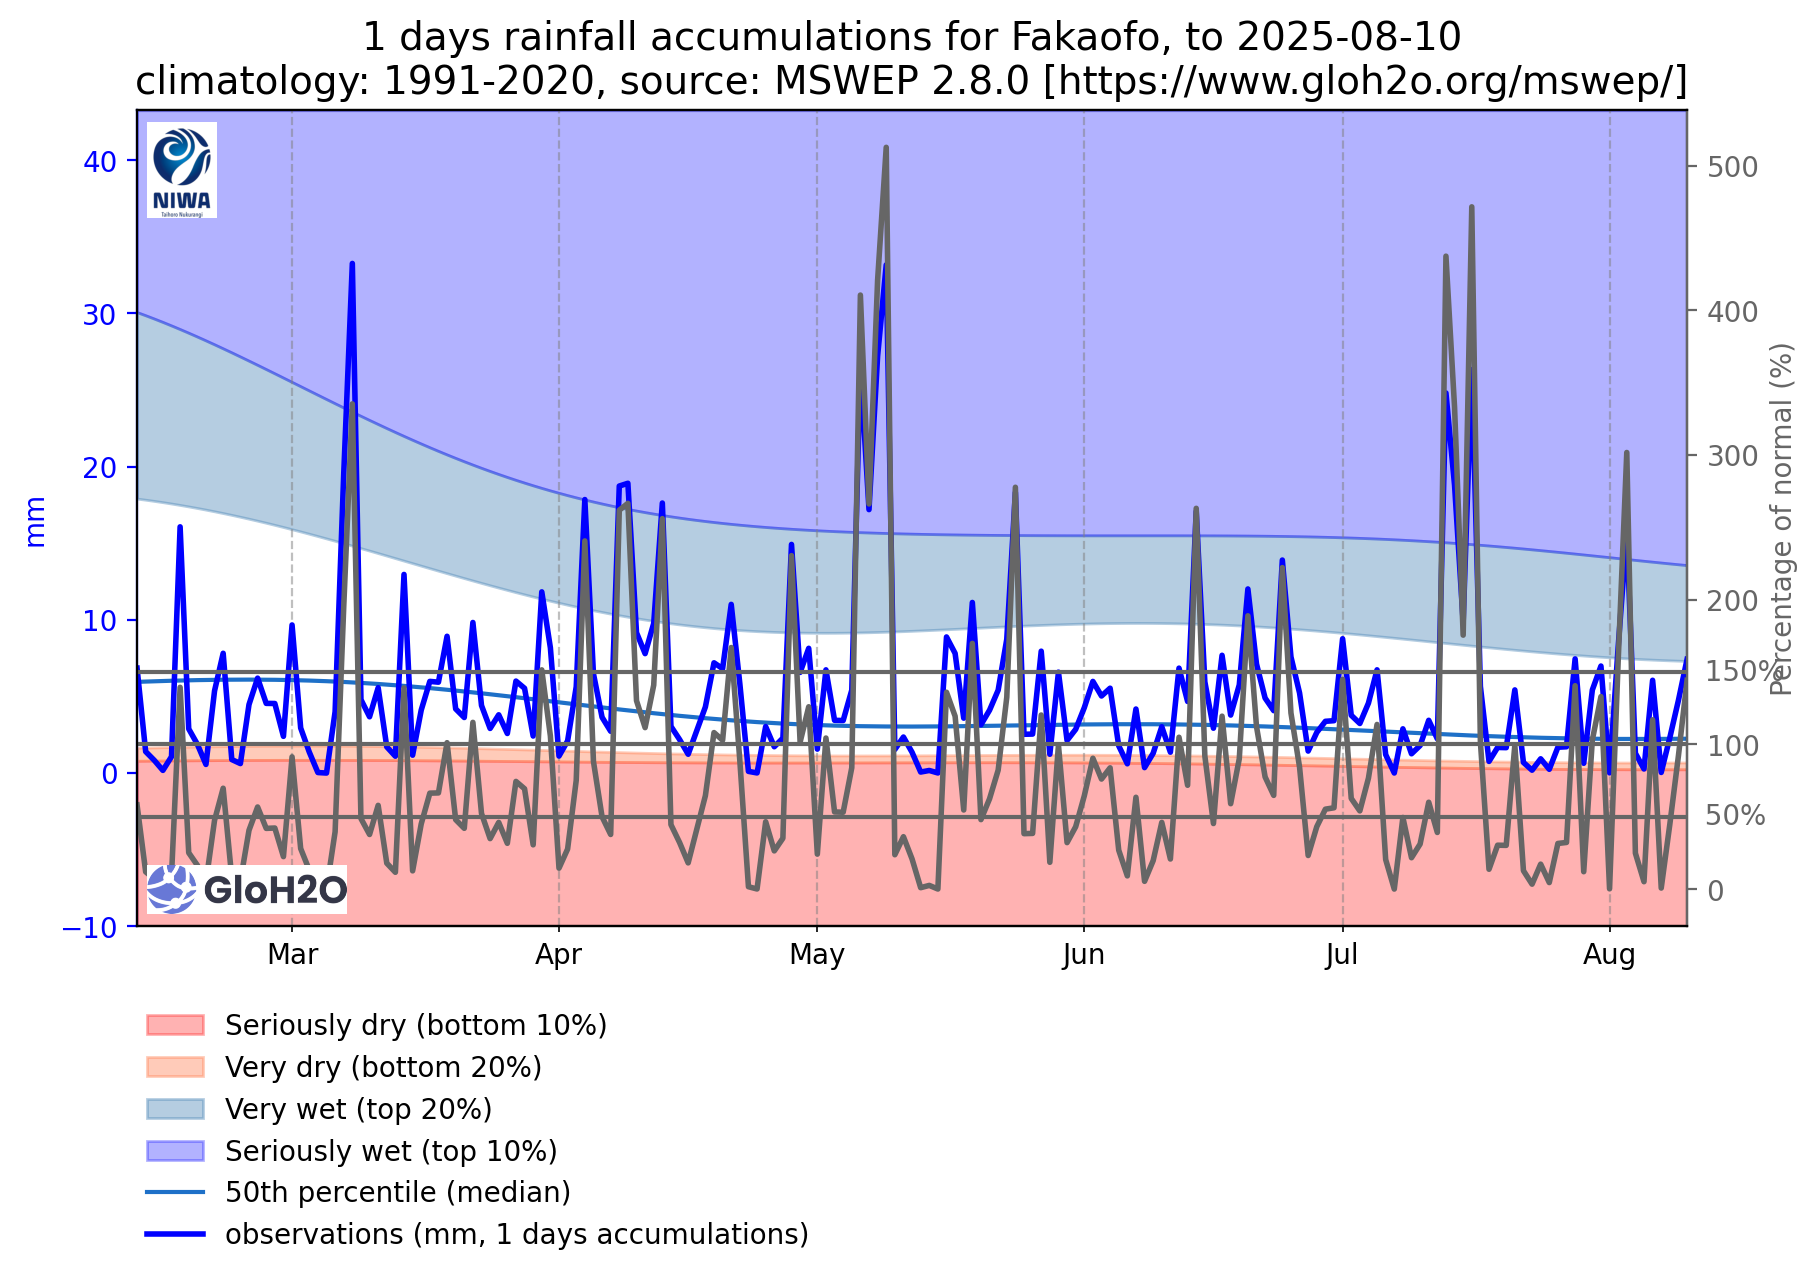 1 days rainfall accumulations for Fakaofo, to 2025-08-10
climatology: 1991-2020, source: MSWEP 2.8.0 [https://www.gloh2o.org/mswep/]
NIWA
Taihoro Nukurangi
40
30
20
10
0
−10
mm
500
400
300
200
150%
100
50%
0
Percentage of normal (%)
GloH2O
Mar
Apr
May
Jun
Jul
Aug
Seriously dry (bottom 10%)
Very dry (bottom 20%)
Very wet (top 20%)
Seriously wet (top 10%)
50th percentile (median)
observations (mm, 1 days accumulations)